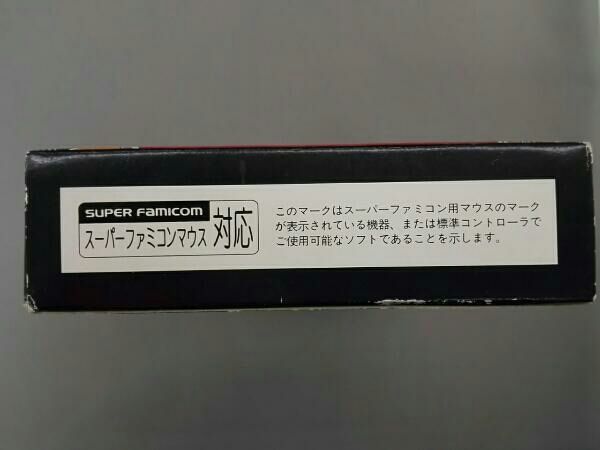 SUPER FAMICOM
スーパーファミコンマウス 対応
このマークはスーパーファミコン用マウスのマーク
が表示されている機器、または標準コントローラで
ご使用可能なソフトであることを示します。